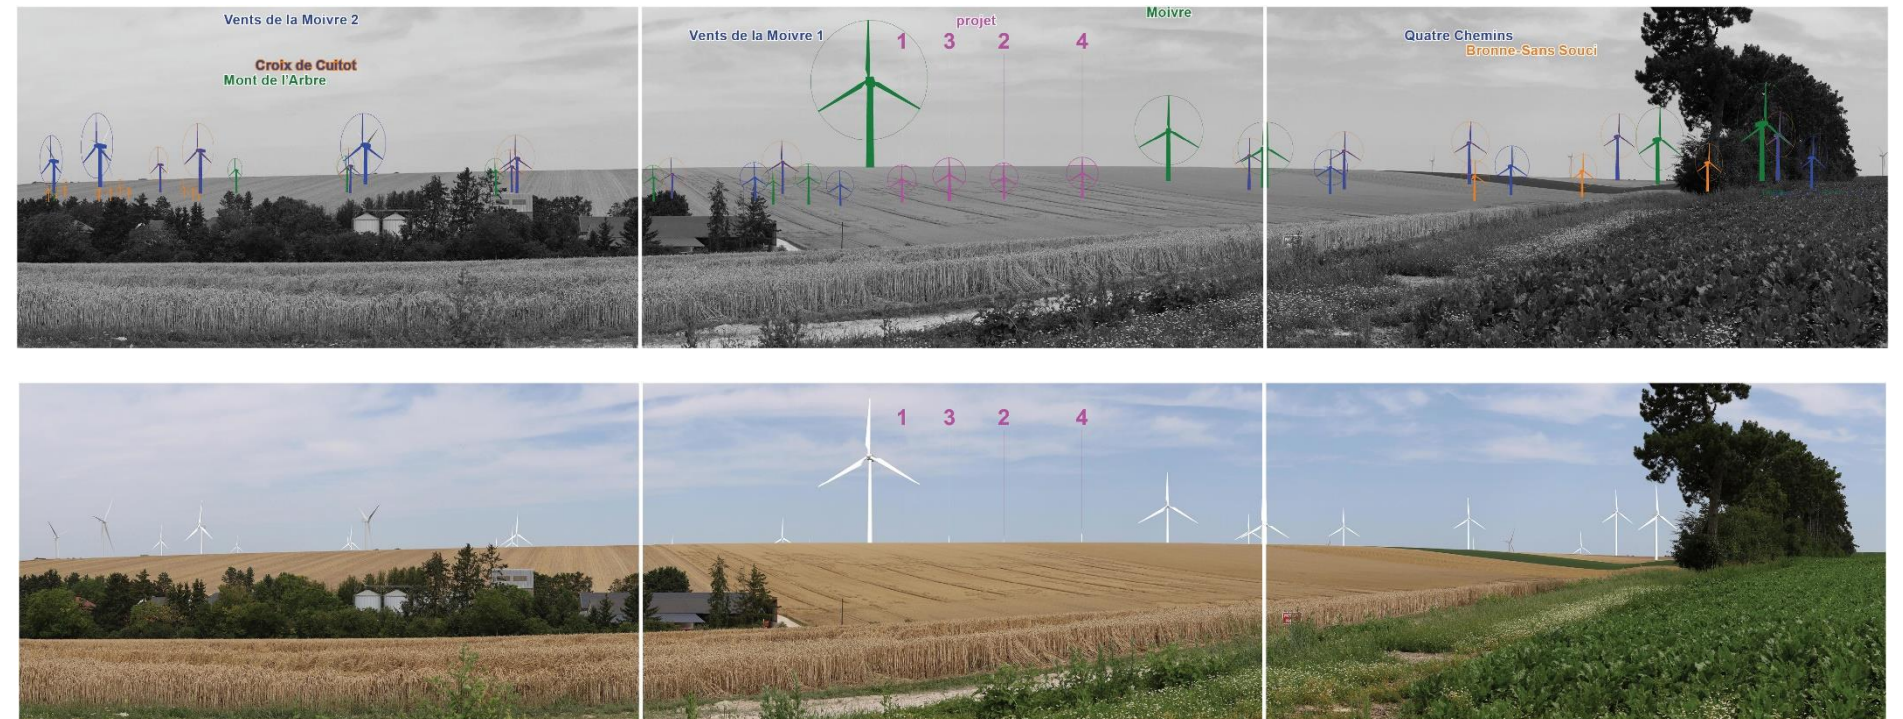 Vents de la Moivre 2
Croix de Cuitot
Mont de l'Arbre
Vents de la Moivre 1
projet
1 3 2 4
Moivre
Quatre Chemins
Bronne-Sans Souci
1 3 2 4